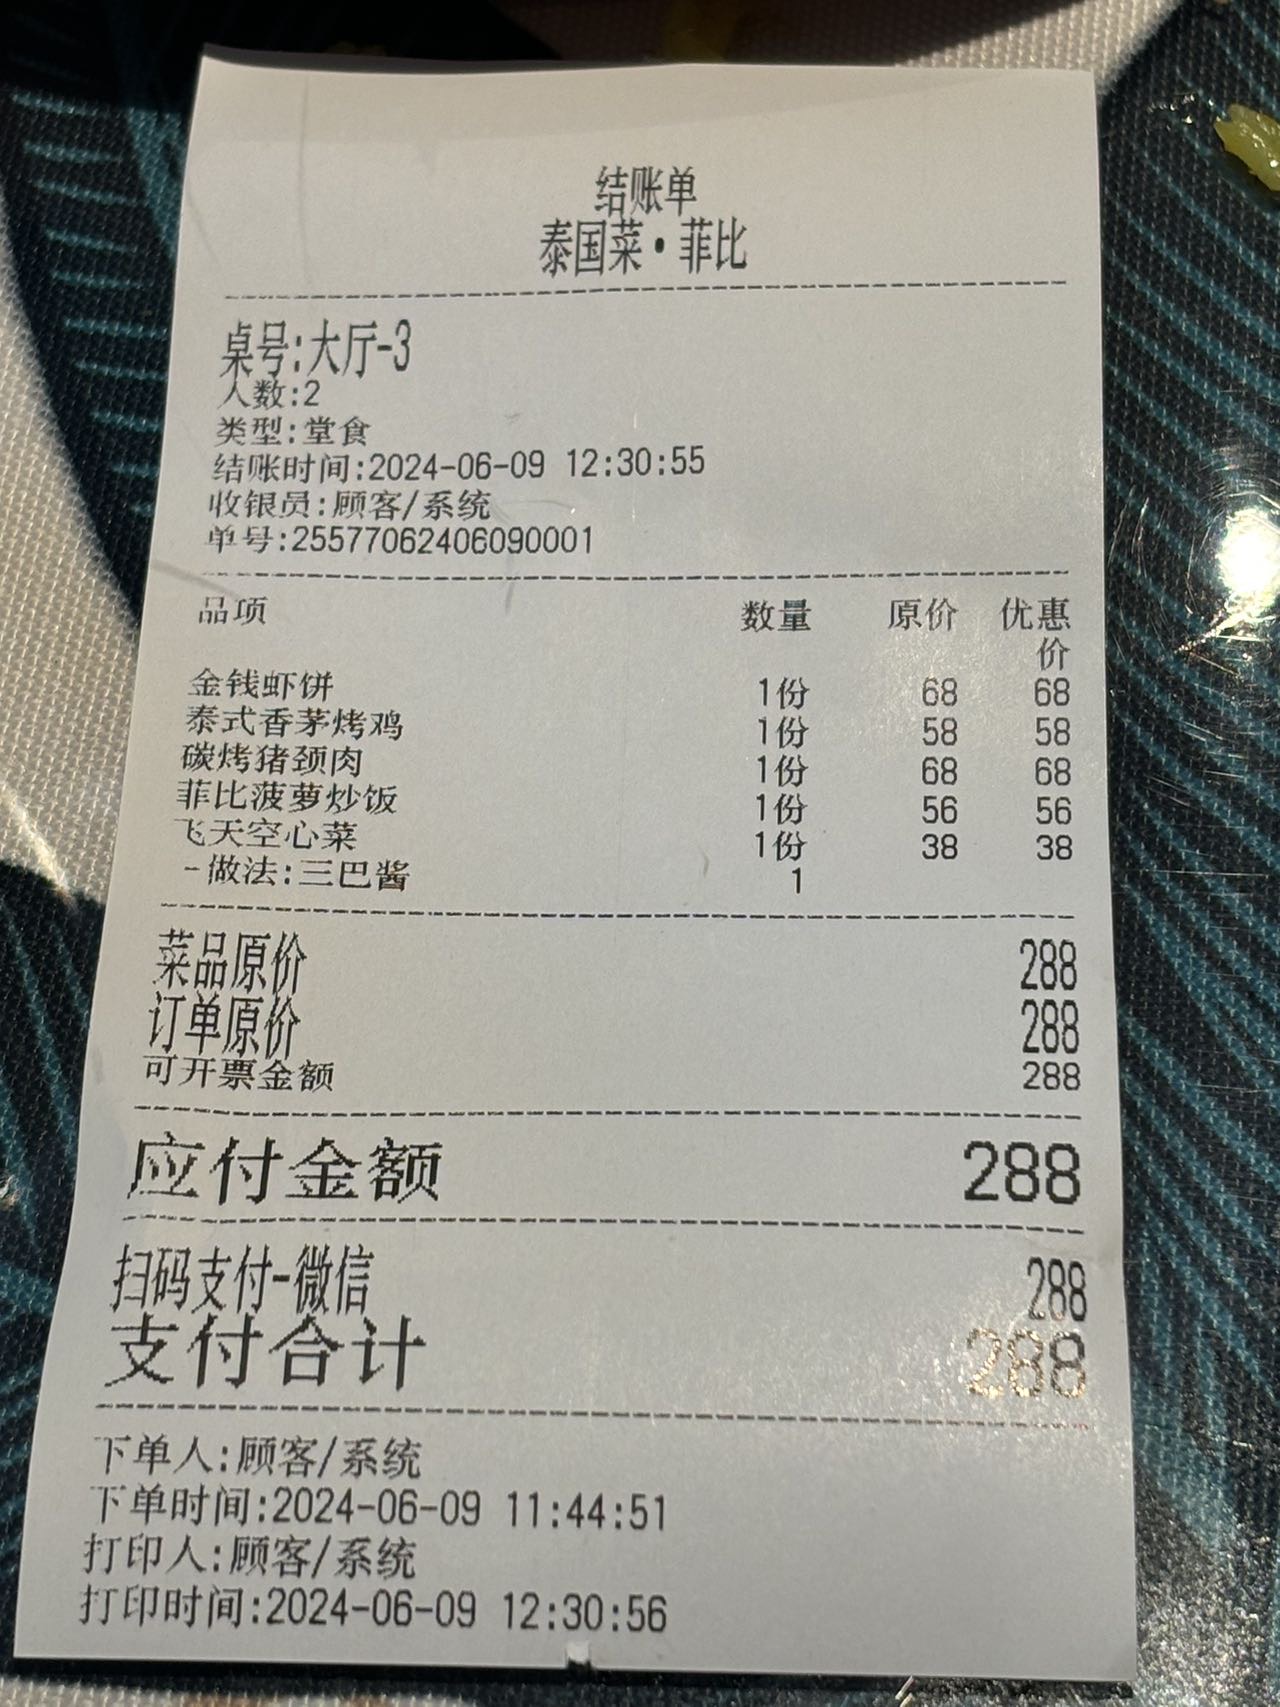 结账单
泰国菜·菲比
桌号:大厅-3
人数:2
类型:堂食
结账时间:2024-06-09 12:30:55
收银员:顾客/系统
单号:25577062406090001
品项 数量 原价 优惠价
金钱虾饼 1份 68 68
泰式香茅烤鸡 1份 58 58
碳烤猪颈肉 1份 68 68
菲比菠萝炒饭 1份 56 56
飞天空心菜 1份 38 38
-做法:三巴酱 1
菜品原价 288
订单原价 288
可开票金额 288
应付金额 288
扫码支付-微信 288
支付合计 288
下单人:顾客/系统
下单时间:2024-06-09 11:44:51
打印人:顾客/系统
打印时间:2024-06-09 12:30:56